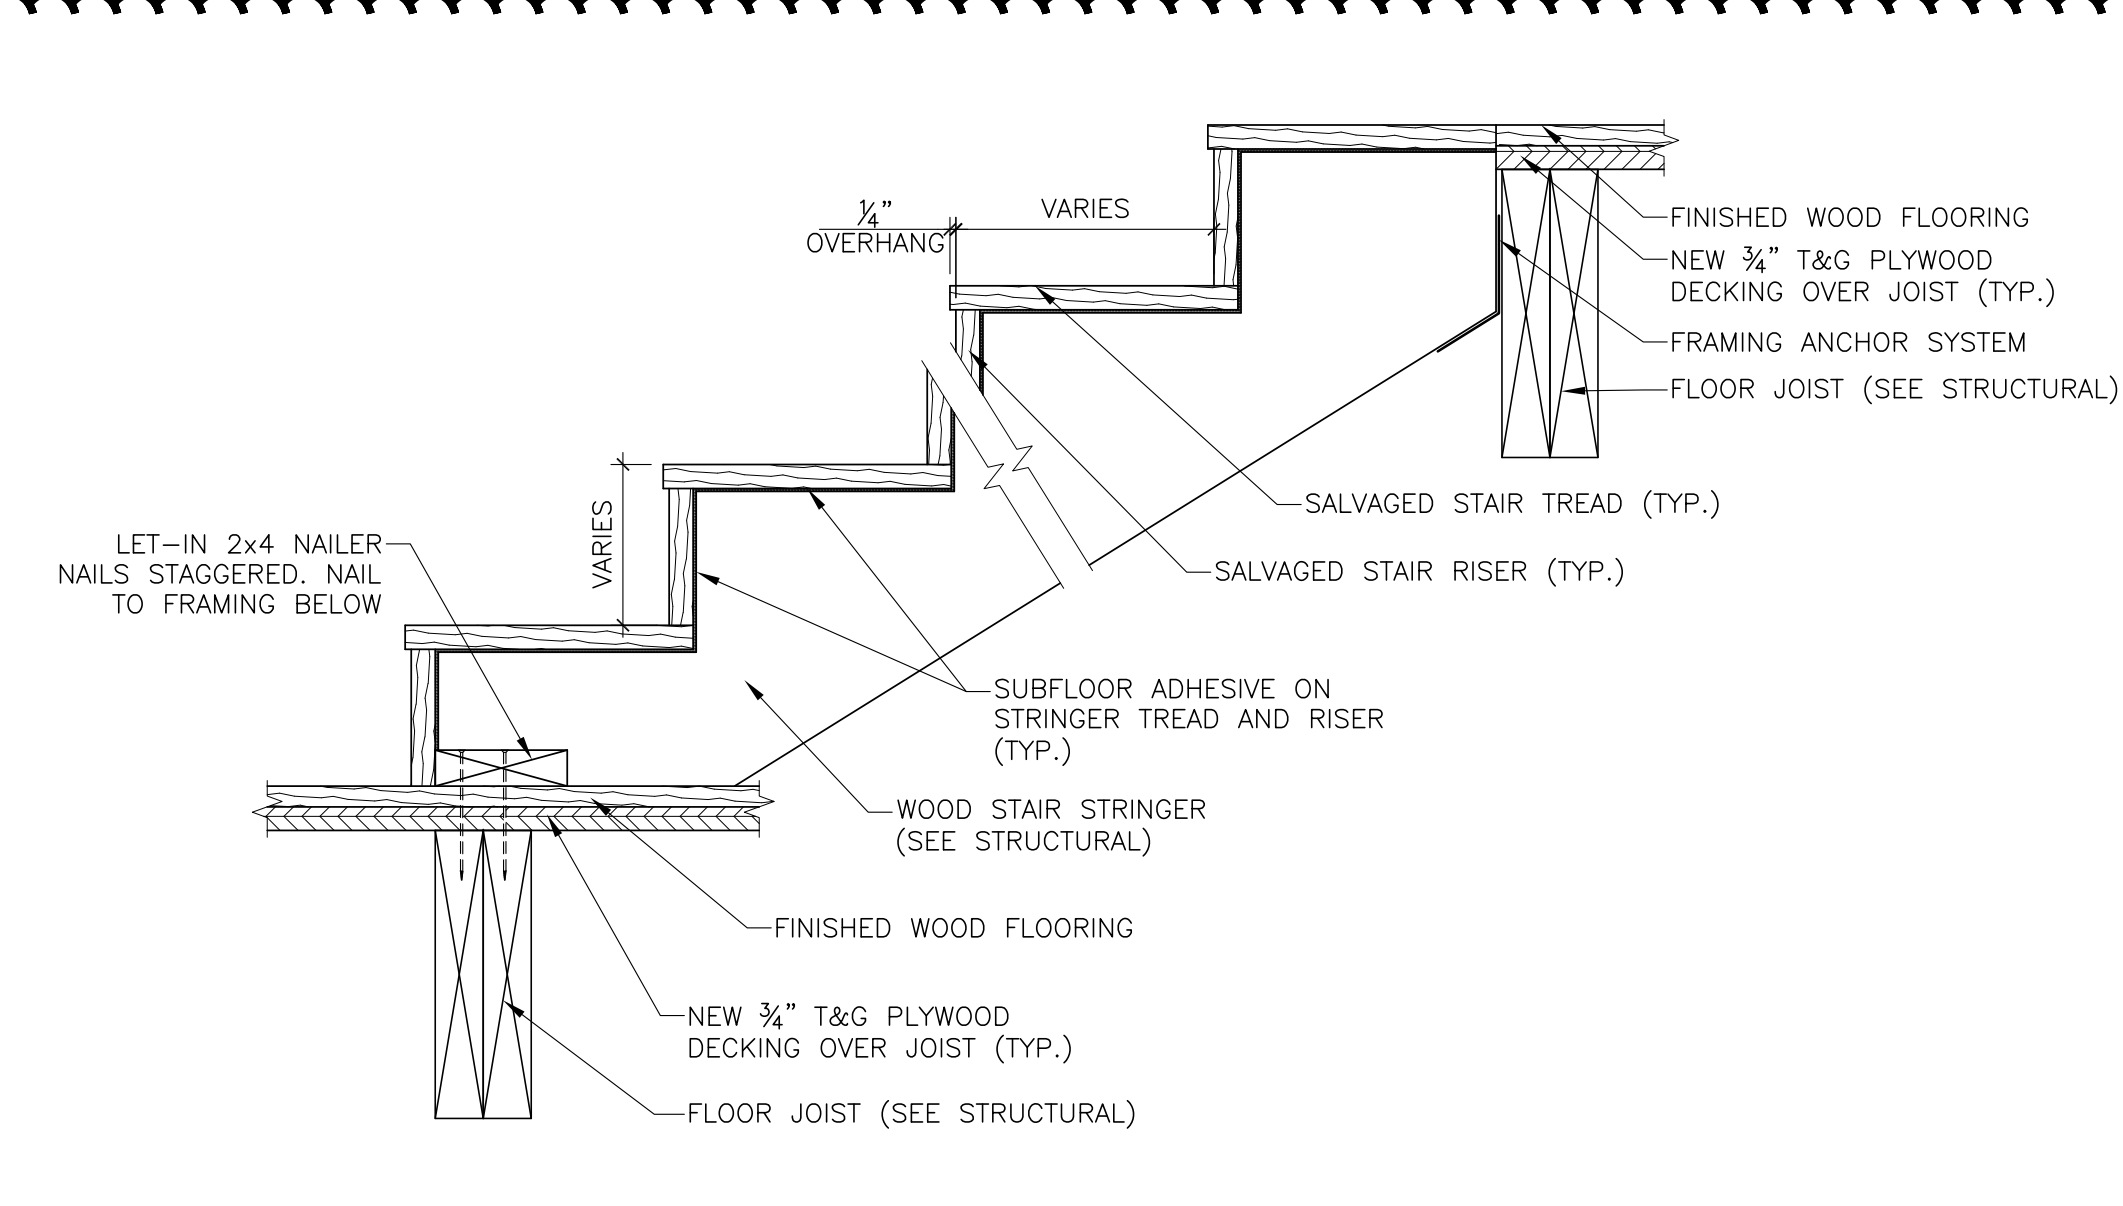 ¼"
OVERHANG
VARIES
FINISHED WOOD FLOORING
NEW ¾" T&G PLYWOOD
DECKING OVER JOIST (TYP.)
FRAMING ANCHOR SYSTEM
FLOOR JOIST (SEE STRUCTURAL)
SALVAGED STAIR TREAD (TYP.)
SALVAGED STAIR RISER (TYP.)
VARIES
LET-IN 2x4 NAILER
NAILS STAGGERED. NAIL
TO FRAMING BELOW
SUBFLOOR ADHESIVE ON
STRINGER TREAD AND RISER
(TYP.)
WOOD STAIR STRINGER
(SEE STRUCTURAL)
FINISHED WOOD FLOORING
NEW ¾" T&G PLYWOOD
DECKING OVER JOIST (TYP.)
FLOOR JOIST (SEE STRUCTURAL)